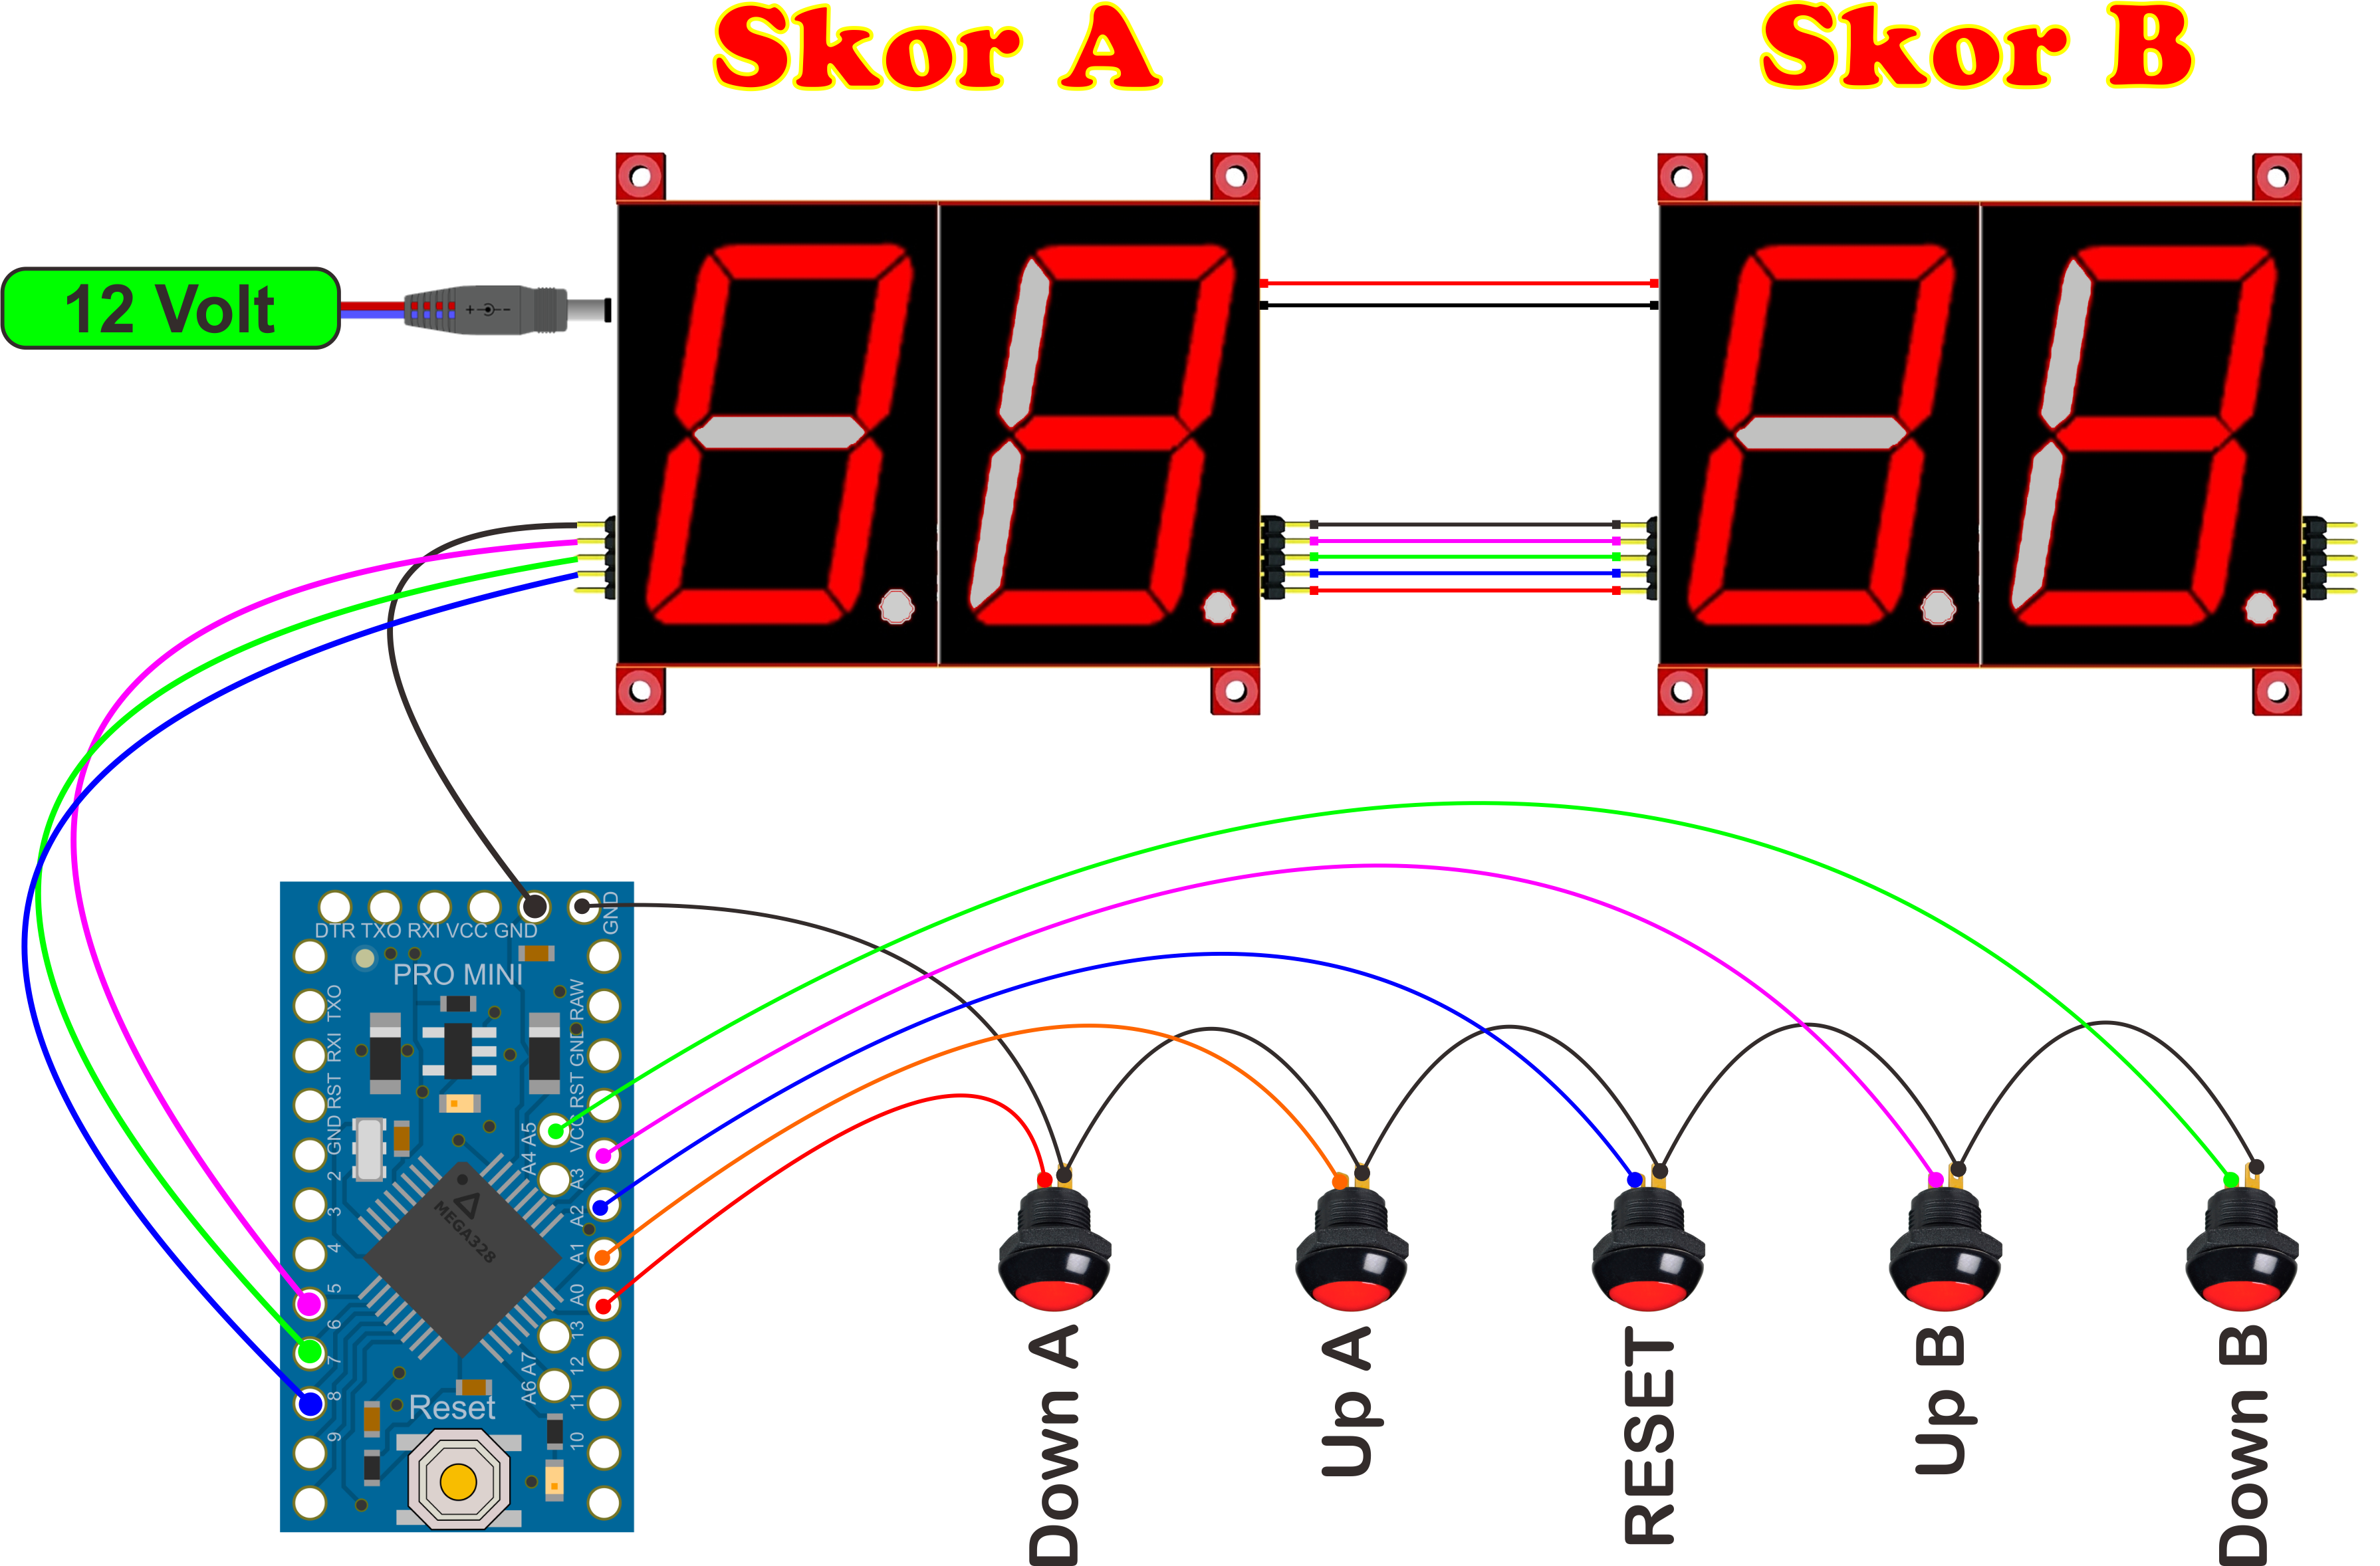 Skor A
Skor B
12 Volt
+ -
DTR TXO RXI VCC GND
GND
PRO MINI
TXO
RXI
RST
GND
2
3
4
5
6
7
8
9
RAW
GND
RST
VCC
A5
A4
A3
A2
A1
A0
13
12
11
10
A7
A6
MEGA328
Reset
Down A
Up A
RESET
Up B
Down B